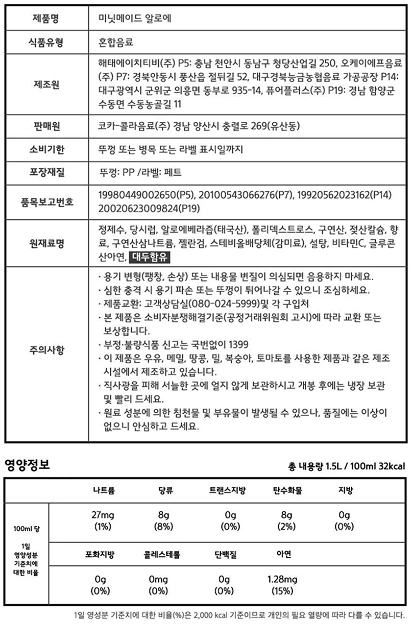 제품명 미닛메이드 알로에
식품유형 혼합음료
해태에이치티비(주) P5: 충남 천안시 동남구 청당산업길 250, 오케이에프음료
(주) P7: 경북안동시 풍산읍 절뒤길 52, 대구경북능금농협음료 가공공장 P14:
제조원
대구광역시 군위군 의흥면 동부로 935-14, 퓨어플러스(주) P19: 경남 함양군
수동면 수동농공길 11
판매원 코카-콜라음료(주) 경남 양산시 충렬로 269(유산동)
소비기한 뚜껑 또는 병목 또는 라벨 표시일까지
포장재질 뚜껑: PP /라벨: 페트
품목보고번호 19980449002650(P5), 20100543066276(P7), 19920562023162(P14)
20020623009824(P19)
정제수, 당시럽, 알로에베라즙(태국산), 폴리덱스트로스, 구연산, 젖산칼슘, 향
원재료명 료, 구연산삼나트륨, 젤란검, 스테비올배당체(감미료), 설탕, 비타민C, 글루콘
산아연. 대두함유
주의사항
· 용기 변형(팽창, 손상) 또는 내용물 변질이 의심되면 음용하지 마세요.
· 심한 충격 시 용기 파손 또는 뚜껑이 튀어나갈 수 있으니 조심하세요.
· 제품교환: 고객상담실(080-024-5999)및 각 구입처
· 본 제품은 소비자분쟁해결기준(공정거래위원회 고시)에 따라 교환 또는
보상합니다.
· 부정·불량식품 신고는 국번없이 1399
· 이 제품은 우유, 메밀, 땅콩, 밀, 복숭아, 토마토를 사용한 제품과 같은 제조
시설에서 제조하고 있습니다.
· 직사광을 피해 서늘한 곳에 얼지 않게 보관하시고 개봉 후에는 냉장 보관
및 빨리 드세요.
· 원료 성분에 의한 침전물 및 부유물이 발생될 수 있으나, 품질에는 이상이
없으니 안심하고 드세요.
영양정보 총 내용량 1.5L / 100ml 32kcal
100ml 당
1일
영양성분
기준치에
대한 비율
나트륨 당류 트랜스지방 탄수화물 지방
27mg 8g 0g 8g 0g
(1%) (8%) (0%) (2%) (0%)
포화지방 콜레스테롤 단백질 아연
0g 0mg 0g 1.28mg
(0%) (0%) (0%) (15%)
1일 영성분 기준치에 대한 비율(%)은 2,000 kcal 기준이므로 개인의 필요 열량에 따라 다를 수 있습니다.